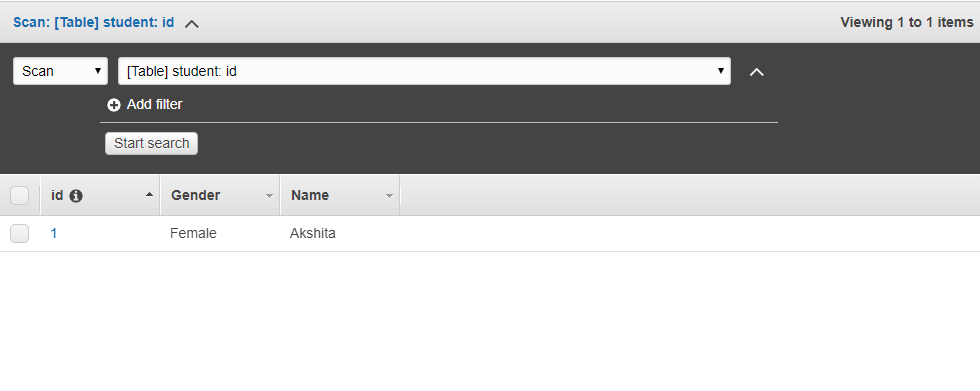 Scan: [Table] student: id Viewing 1 to 1 items
Scan [Table] student: id
Add filter
Start search
id Gender Name
1 Female Akshita